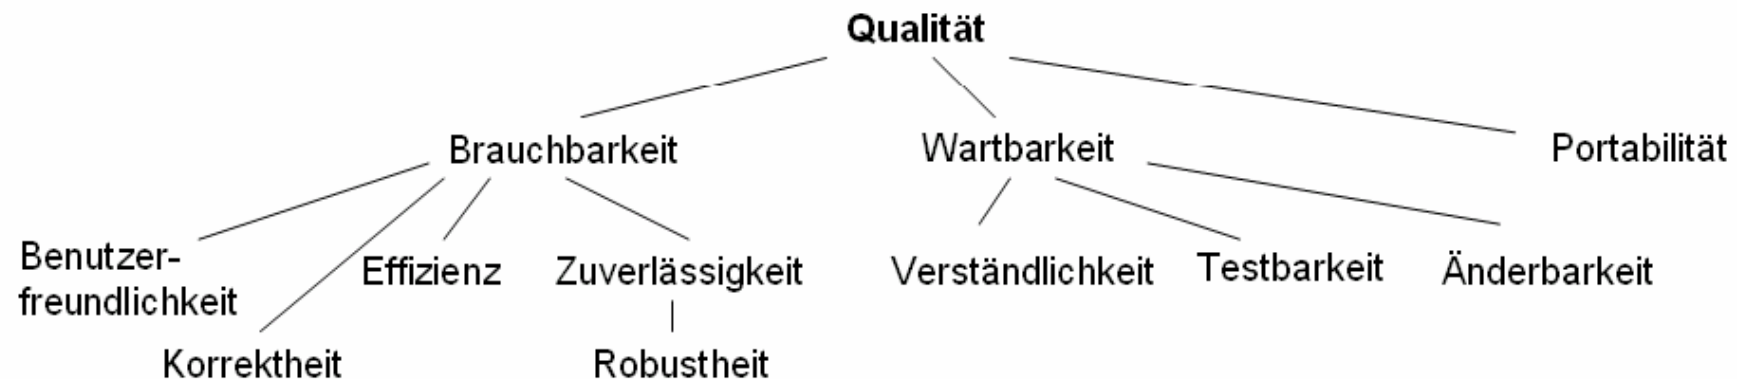 Qualität
Brauchbarkeit
Wartbarkeit
Portabilität
Benutzer-
freundlichkeit
Effizienz
Zuverlässigkeit
Verständlichkeit
Testbarkeit
Änderbarkeit
Korrektheit
Robustheit